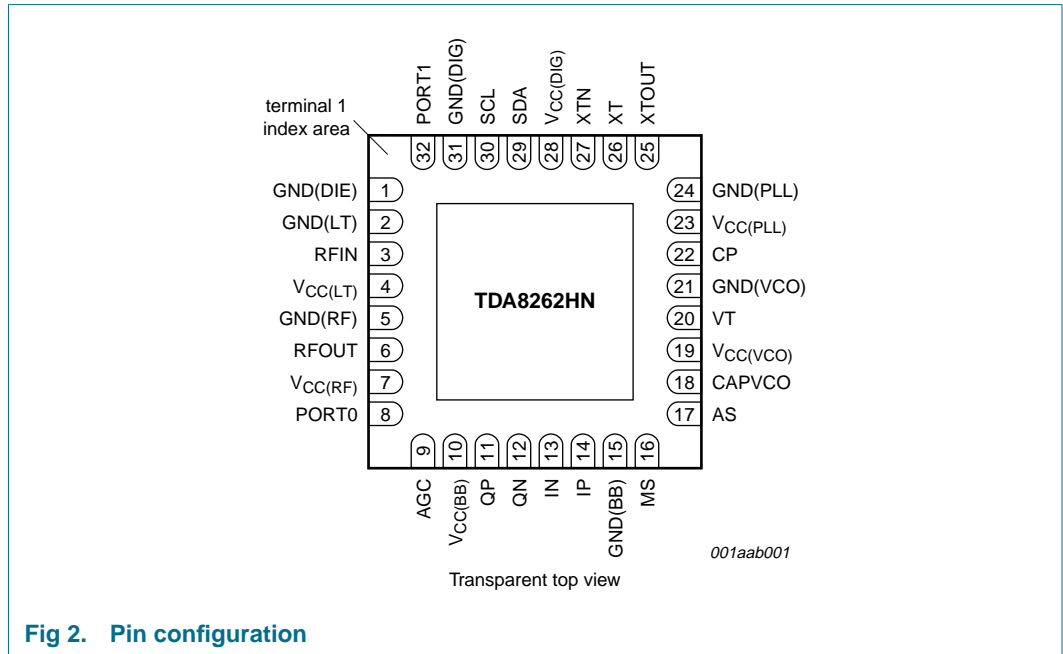 PORT1
GND(DIG)
SCL
SDA
VCC(DIG)
XTN
XT
XTOUT
terminal 1
index area
32
31
30
29
28
27
26
25
GND(DIE) 1
GND(LT) 2
RFIN 3
VCC(LT) 4
GND(RF) 5
RFOUT 6
VCC(RF) 7
PORT0 8
TDA8262HN
24 GND(PLL)
23 VCC(PLL)
22 CP
21 GND(VCO)
20 VT
19 VCC(VCO)
18 CAPVCO
17 AS
9
10
11
12
13
14
15
16
AGC
VCC(BB)
QP
QN
IN
IP
GND(BB)
MS
001aab001
Transparent top view
Fig 2. Pin configuration